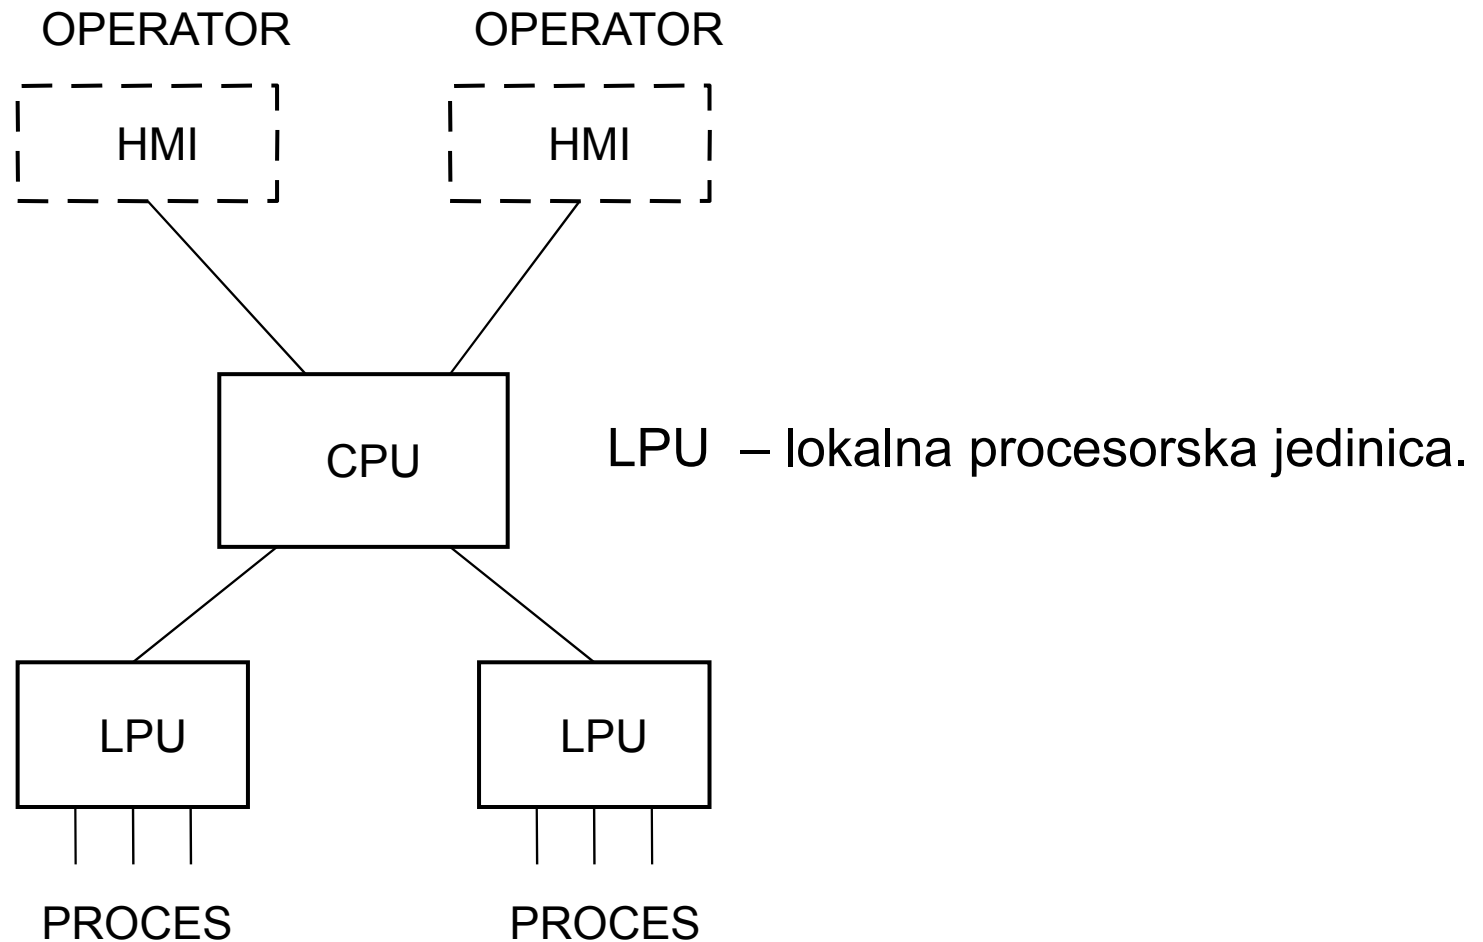 OPERATOR OPERATOR
HMI HMI
CPU
LPU – lokalna procesorska jedinica.
LPU LPU
PROCES PROCES